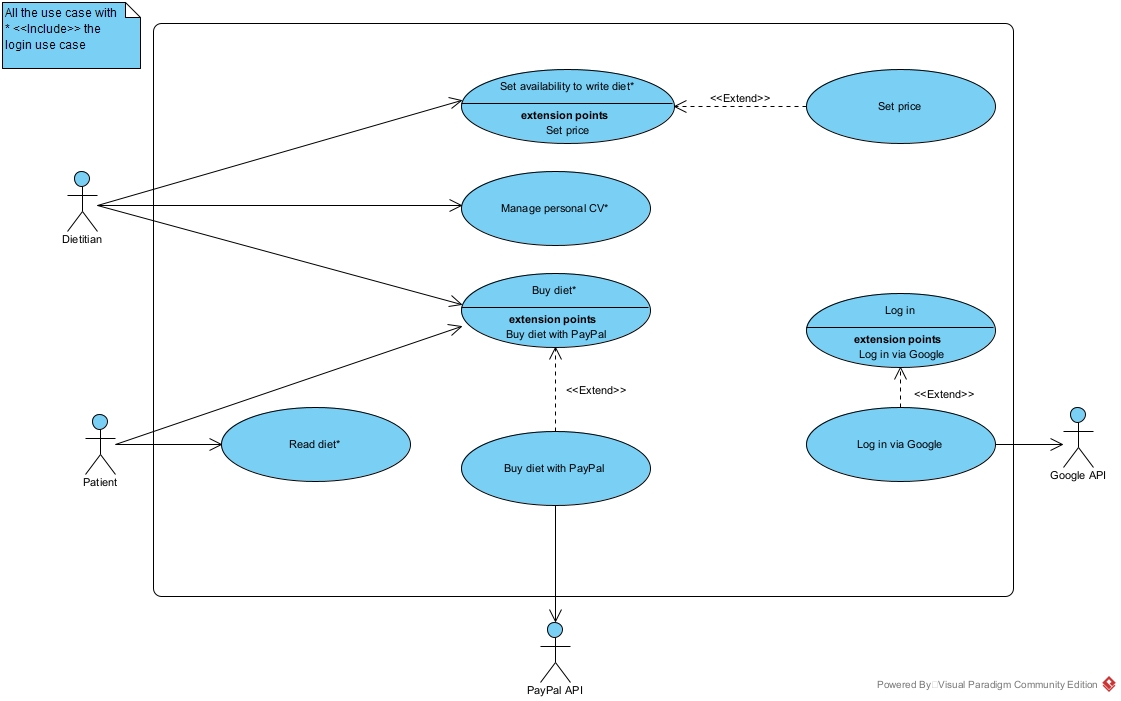 All the use case with
* <<Include>> the
login use case
Set availability to write diet*
extension points
Set price
<<Extend>>
Set price
Manage personal CV*
Dietitian
Buy diet*
extension points
Buy diet with PayPal
Log in
extension points
Log in via Google
<<Extend>>
<<Extend>>
Read diet*
Buy diet with PayPal
Log in via Google
Patient
Google API
PayPal API
Powered By Visual Paradigm Community Edition